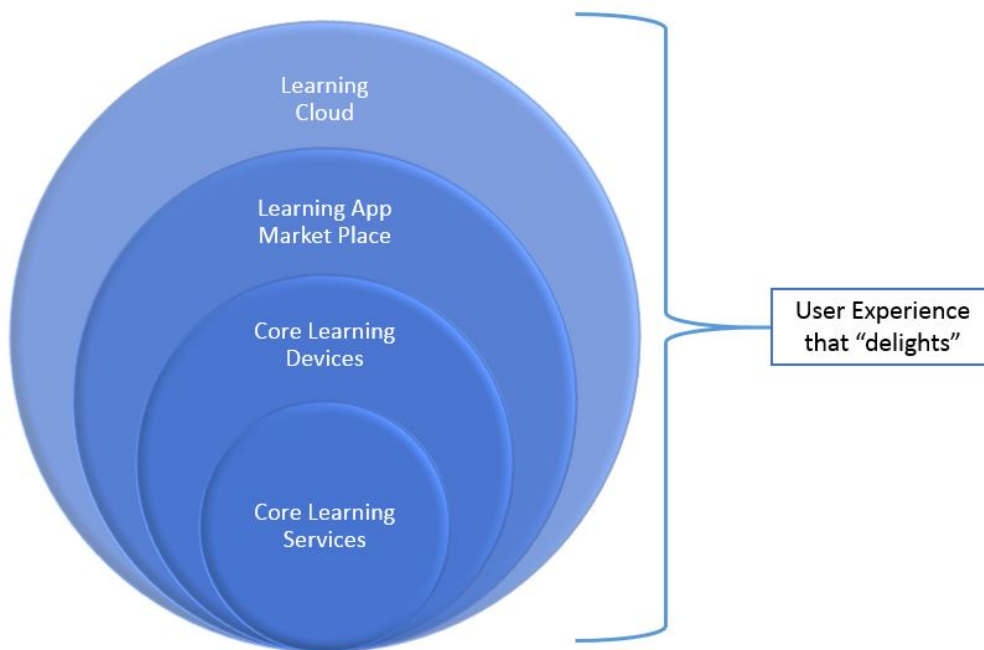 Learning
Cloud
Learning App
Market Place
Core Learning
Devices
Core Learning
Services
User Experience
that “delights”